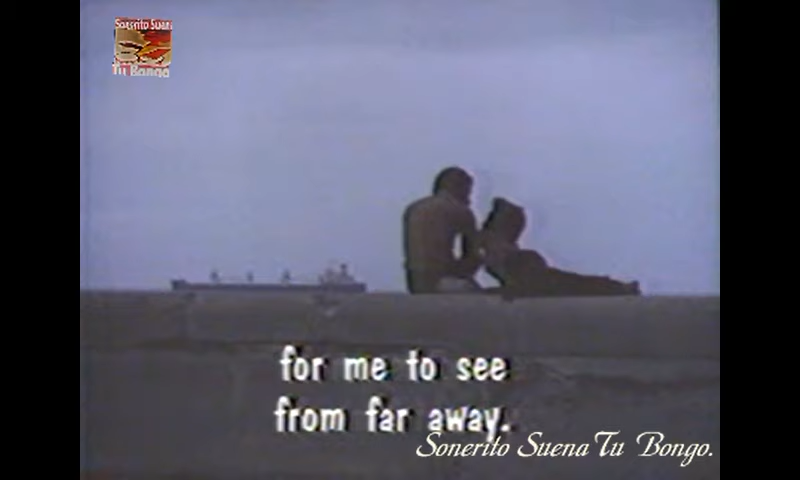 Sonerito Suena
Tu Bongo
for me to see
from far away.
Sonerito Suena Tu Bongo.